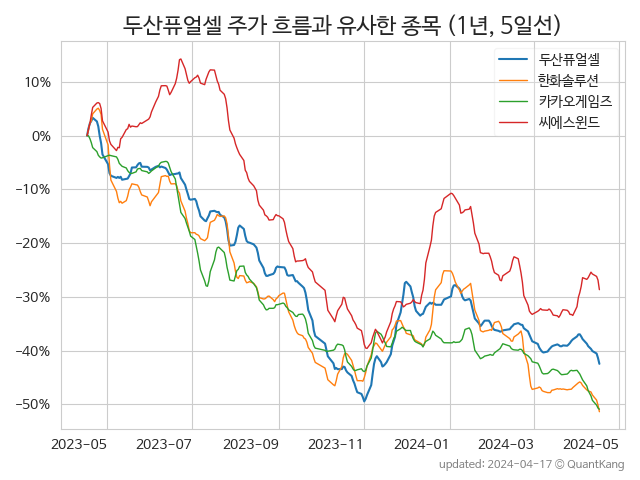 두산퓨얼셀 주가 흐름과 유사한 종목 (1년, 5일선)
두산퓨얼셀
한화솔루션
카카오게임즈
씨에스윈드
10%
0%
−10%
−20%
−30%
−40%
−50%
2023-05 2023-07 2023-09 2023-11 2024-01 2024-03 2024-05
updated: 2024-04-17 © QuantKang